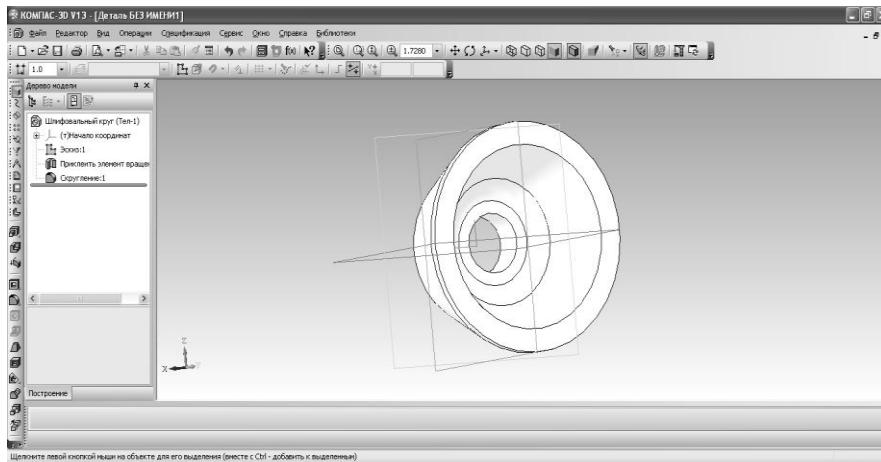 КОМПАС-3D V13 - [Деталь БЕЗ ИМЕНИ1]
Файл Редактор Вид Операции Спецификация Сервис Окно Справка Библиотеки
1.7280
1.0
Дерево модели
Шлифовальный круг (Тел-1)
(т)Начало координат
Эскиз:1
Приклеить элемент вращен
Скругление:1
Z
X
Y
Построение
Щелкните левой кнопкой мыши на объекте для его выделения (вместе с Ctrl - добавить к выделенным)